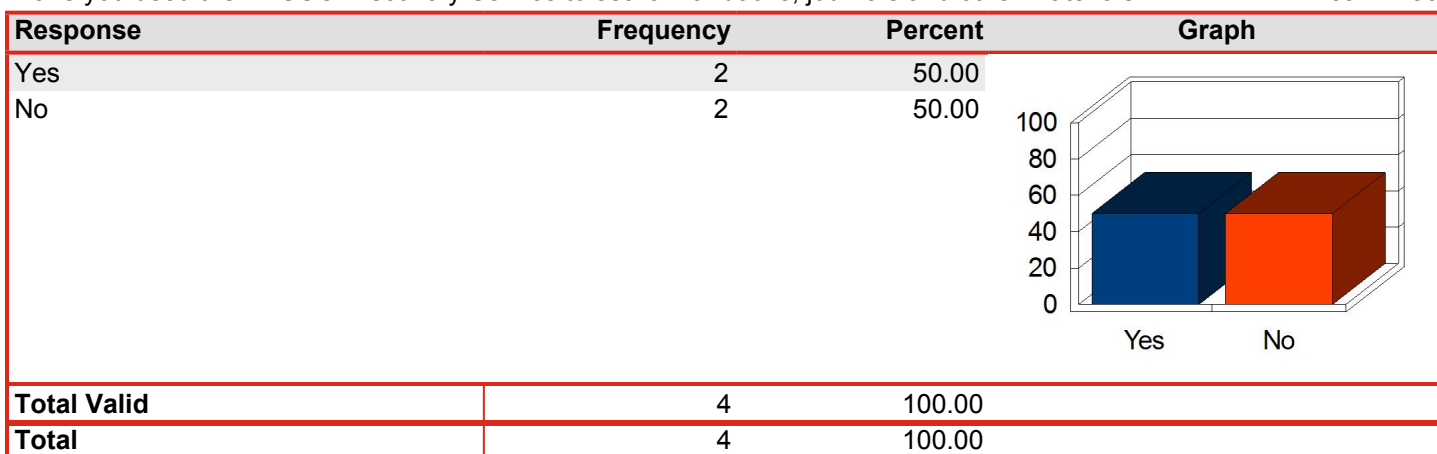 Response Frequency Percent Graph
Yes 2 50.00
No 2 50.00
100
80
60
40
20
0
Yes No
Total Valid 4 100.00
Total 4 100.00